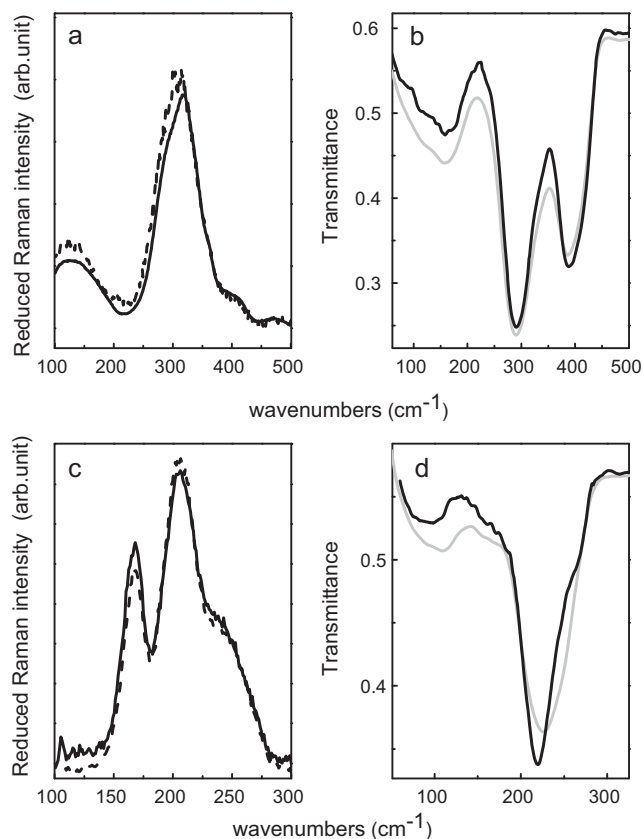 a
b
Reduced Raman intensity (arb.unit)
Transmittance
0.6
0.5
0.4
0.3
100 200 300 400 500
100 200 300 400 500
wavenumbers (cm-1)
c
d
Reduced Raman intensity (arb.unit)
Transmittance
0.5
0.4
100 150 200 250 300
100 200 300
wavenumbers (cm-1)